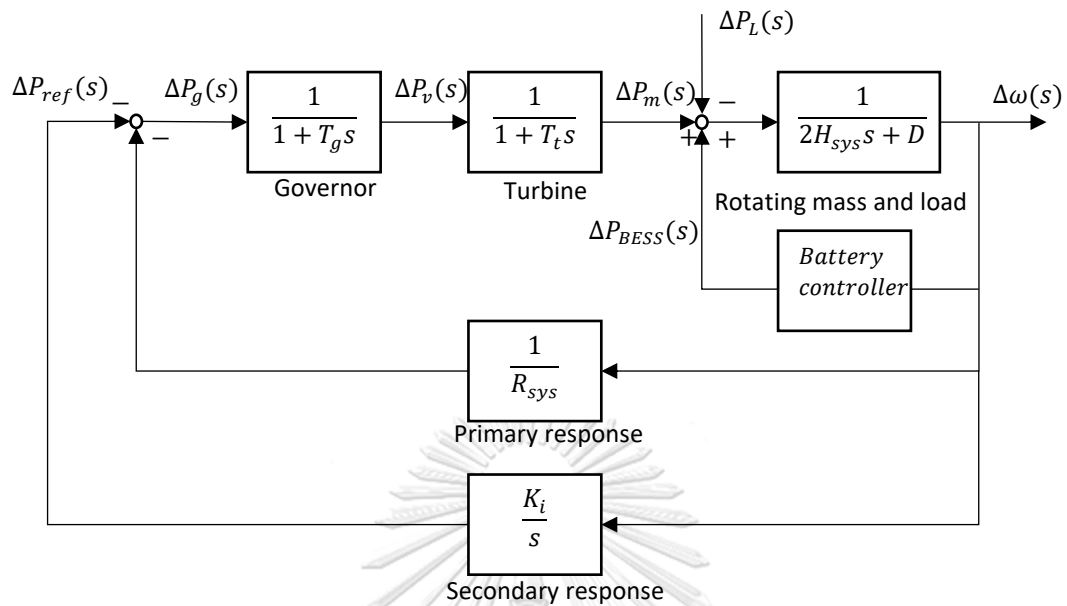 ΔP_L(s)
ΔP_ref(s) − ΔP_g(s) ΔP_v(s) ΔP_m(s) − Δω(s)
1 / (1 + T_g s)
1 / (1 + T_t s)
1 / (2H_sys s + D)
− + +
Governor
Turbine
Rotating mass and load
ΔP_BESS(s)
Battery
controller
1 / R_sys
Primary response
K_i / s
Secondary response